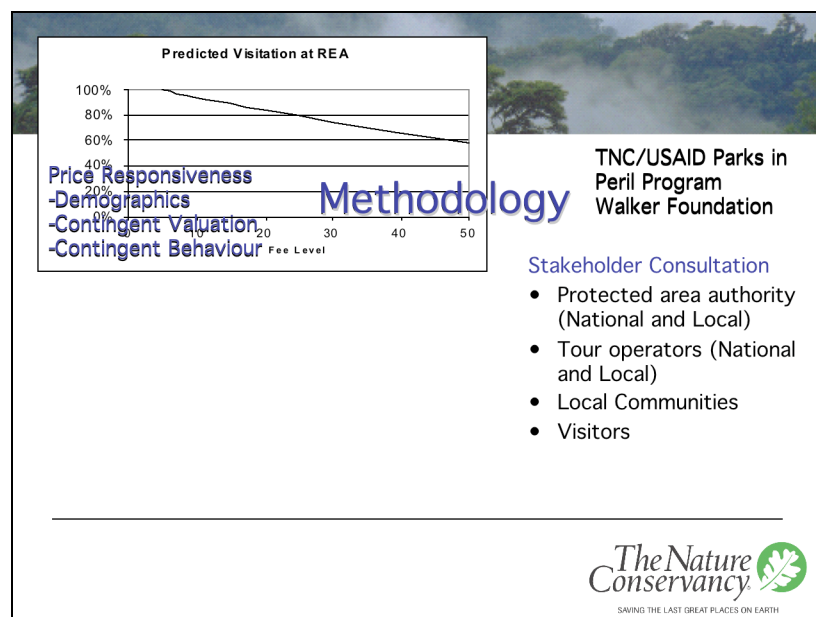 Predicted Visitation at REA
100%
80%
60%
40%
20%
0%
0 10 20 30 40 50
Fee Level
Price Responsiveness
-Demographics
-Contingent Valuation
-Contingent Behaviour
Methodology
TNC/USAID Parks in
Peril Program
Walker Foundation
Stakeholder Consultation
• Protected area authority
(National and Local)
• Tour operators (National
and Local)
• Local Communities
• Visitors
The Nature
Conservancy
SAVING THE LAST GREAT PLACES ON EARTH